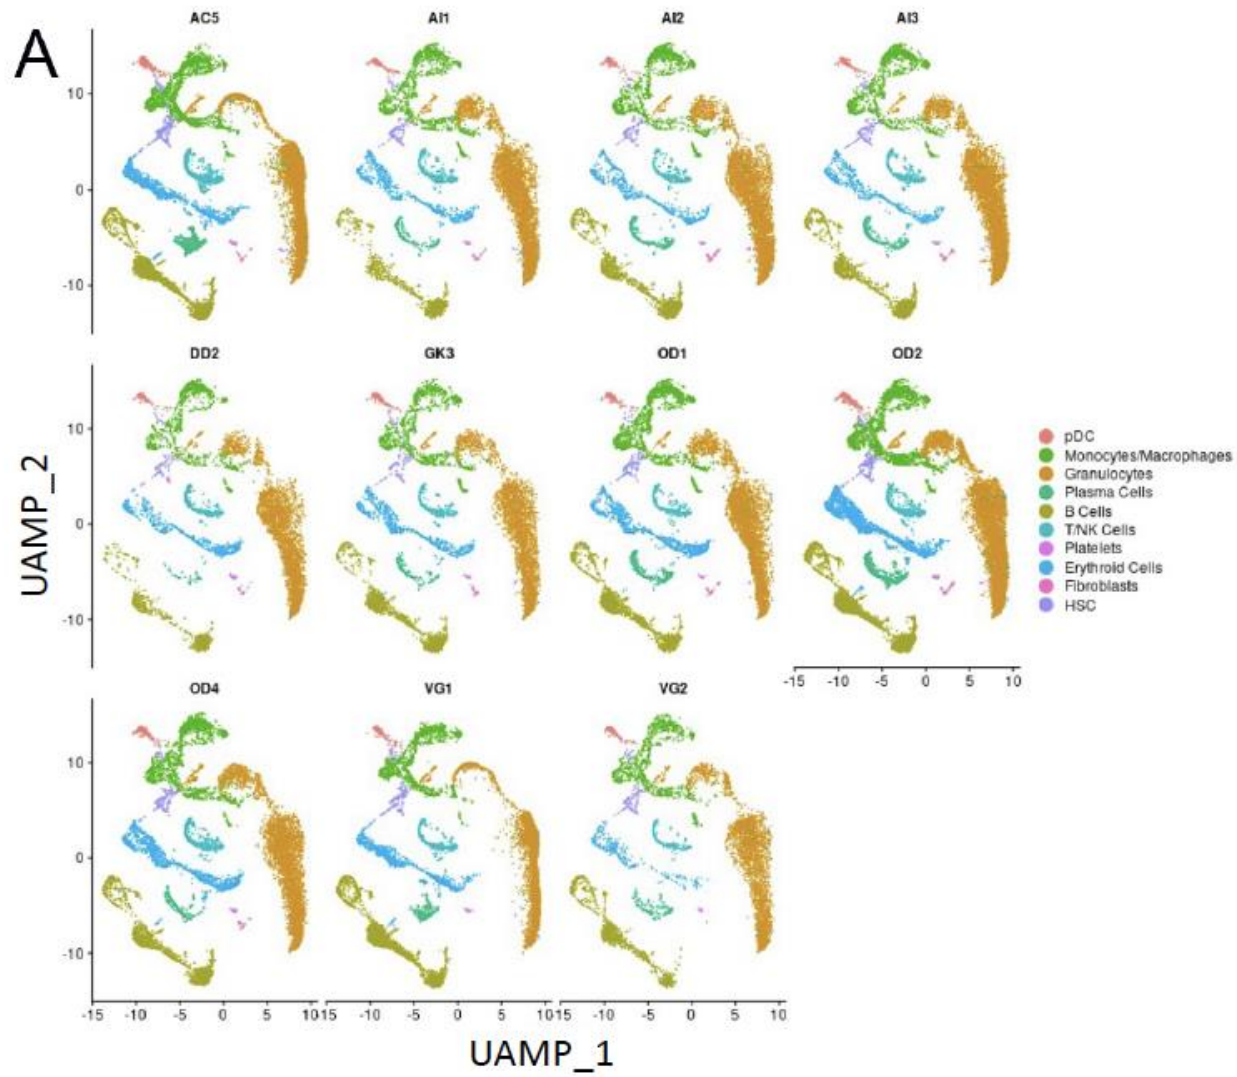 A
AC5
AI1
AI2
AI3
10
0
-10
DD2
GK3
OD1
OD2
10
0
-10
-15 -10 -5 0 5 10
pDC
Monocytes/Macrophages
Granulocytes
Plasma Cells
B Cells
T/NK Cells
Platelets
Erythroid Cells
Fibroblasts
HSC
UAMP_2
OD4
VG1
VG2
10
0
-10
-15 -10 -5 0 5 10
15 -10 -5 0 5 10
15 -10 -5 0 5 10
UAMP_1